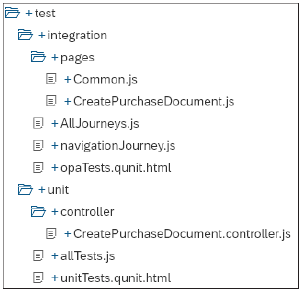 +test
+integration
+pages
+Common.js
+CreatePurchaseDocument.js
+AllJourneys.js
+navigationJourney.js
+opaTests.qunit.html
+unit
+controller
+CreatePurchaseDocument.controller.js
+allTests.js
+unitTests.qunit.html